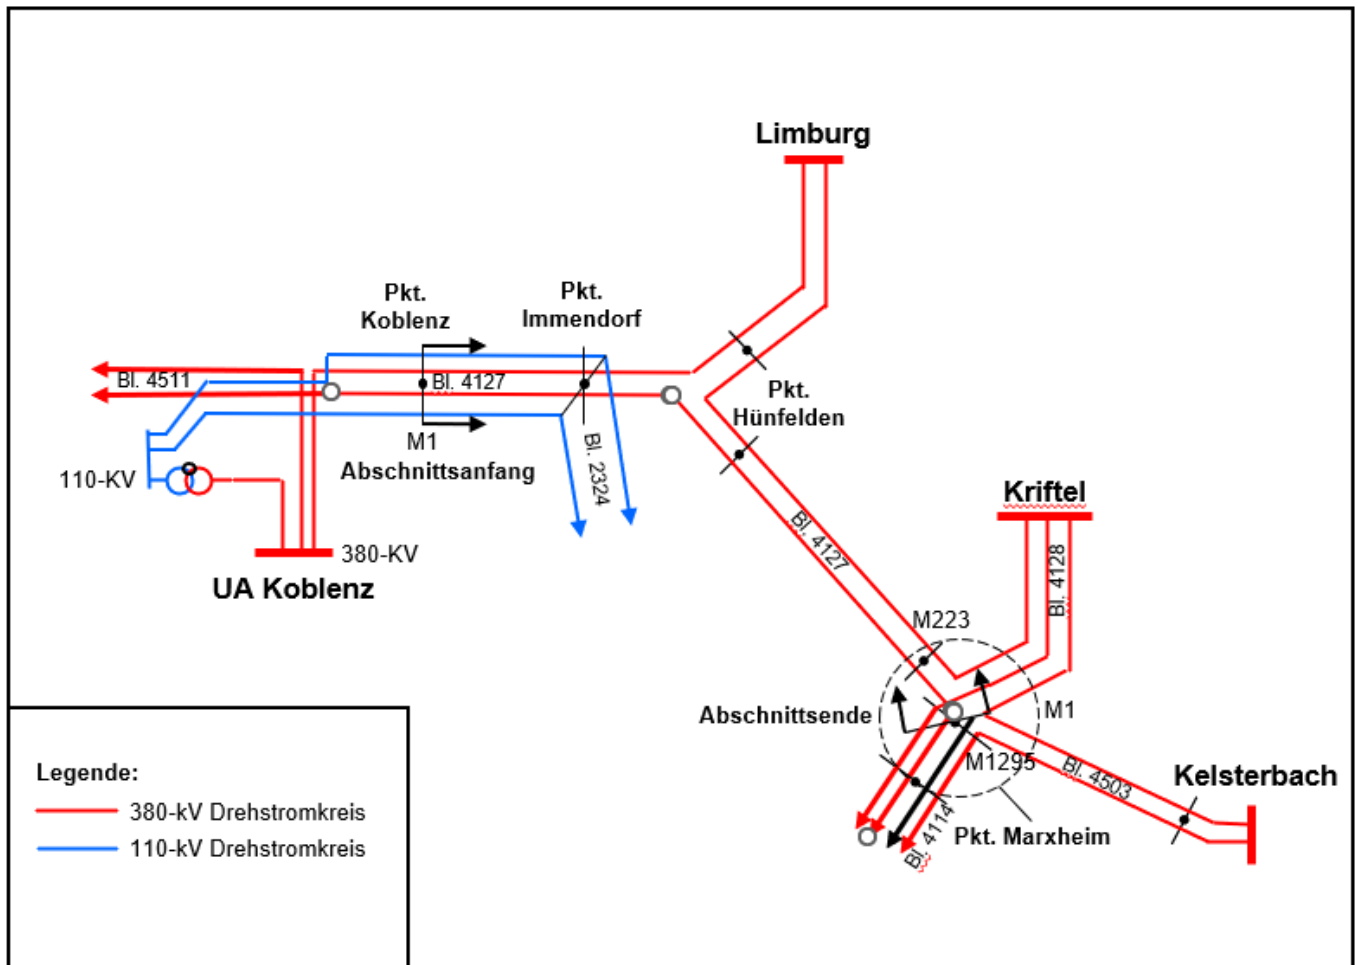 Limburg
Pkt.
Koblenz
Pkt.
Immendorf
Bl. 4511
Bl. 4127
Pkt.
Hünfelden
M1
Abschnittsanfang
Bl. 2324
110-KV
380-KV
UA Koblenz
Kriftel
Bl. 4127
Bl. 4128
M223
Abschnittsende
M1
M1295
Bl. 4503
Kelsterbach
Bl. 4114
Pkt. Marxheim
Legende:
380-kV Drehstromkreis
110-kV Drehstromkreis